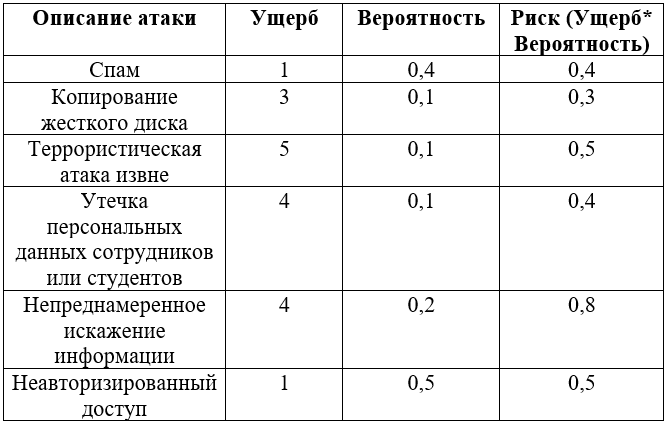 Описание атаки Ущерб Вероятность Риск (Ущерб*
Вероятность)
Спам 1 0,4 0,4
Копирование 3 0,1 0,3
жесткого диска
Террористическая 5 0,1 0,5
атака извне
Утечка 4 0,1 0,4
персональных
данных сотрудников
или студентов
Непреднамеренное 4 0,2 0,8
искажение
информации
Неавторизированный 1 0,5 0,5
доступ